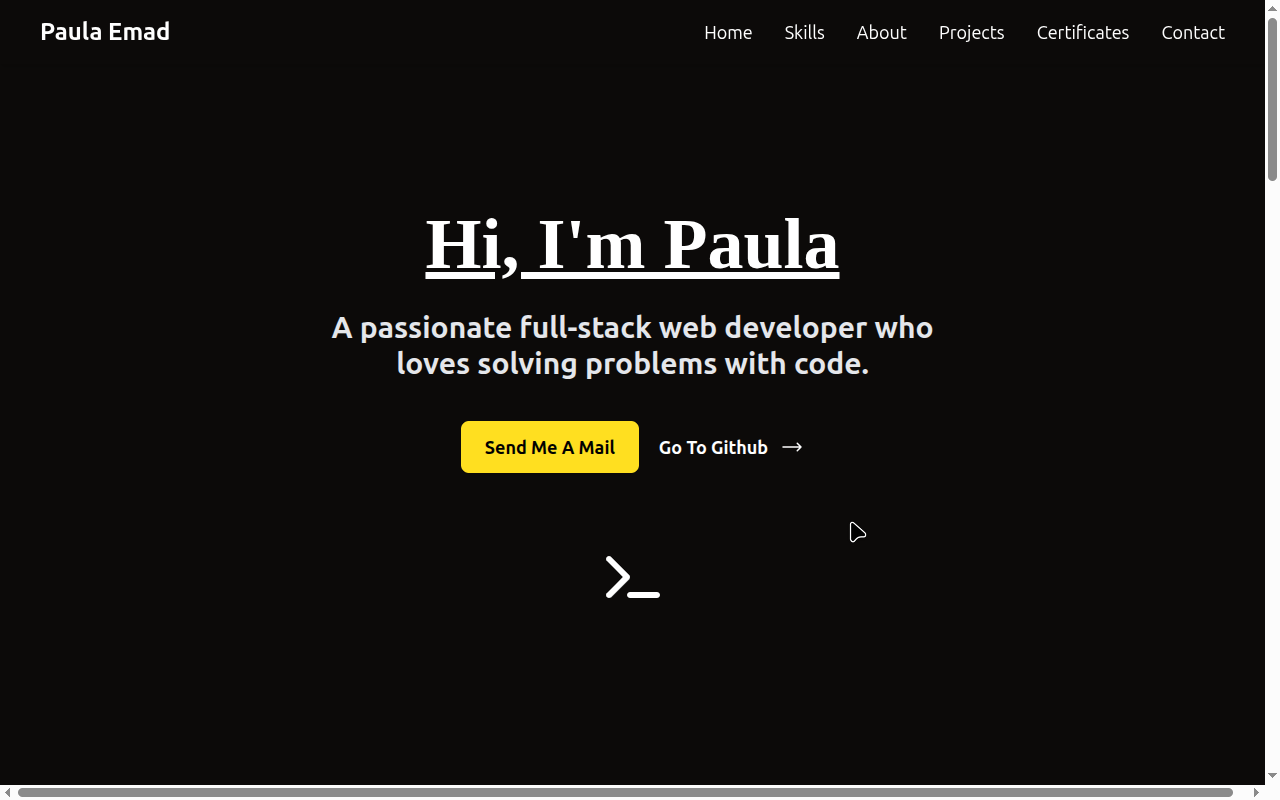 Paula Emad
Home Skills About Projects Certificates Contact
Hi, I'm Paula
A passionate full-stack web developer who
loves solving problems with code.
Send Me A Mail
Go To Github